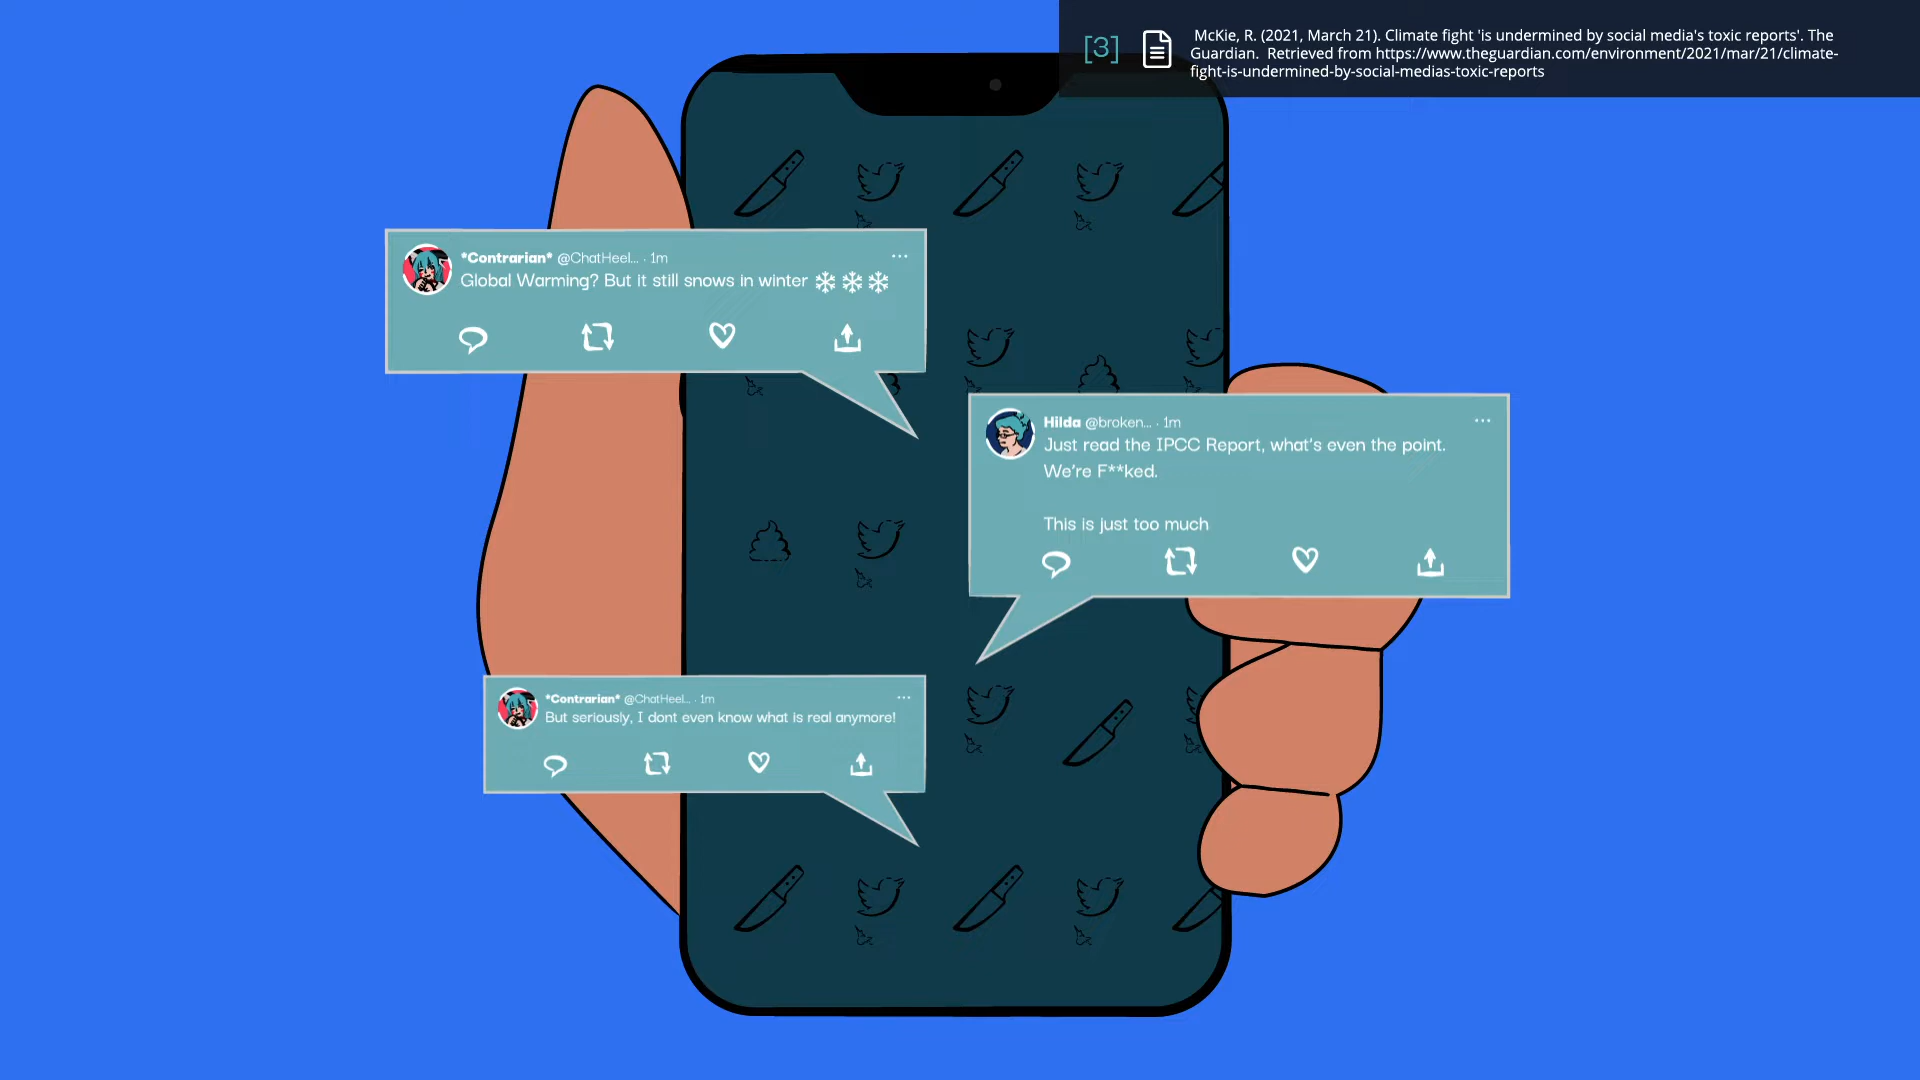 [3]
McKie, R. (2021, March 21). Climate fight 'is undermined by social media's toxic reports'. The
Guardian.  Retrieved from https://www.theguardian.com/environment/2021/mar/21/climate-
fight-is-undermined-by-social-medias-toxic-reports
*Contrarian* @ChatHeel... · 1m
Global Warming? But it still snows in winter ❄❄❄
Hilda @broken... · 1m
Just read the IPCC Report, what's even the point.
We're F**ked.
This is just too much
*Contrarian* @ChatHeel... · 1m
But seriously, I dont even know what is real anymore!